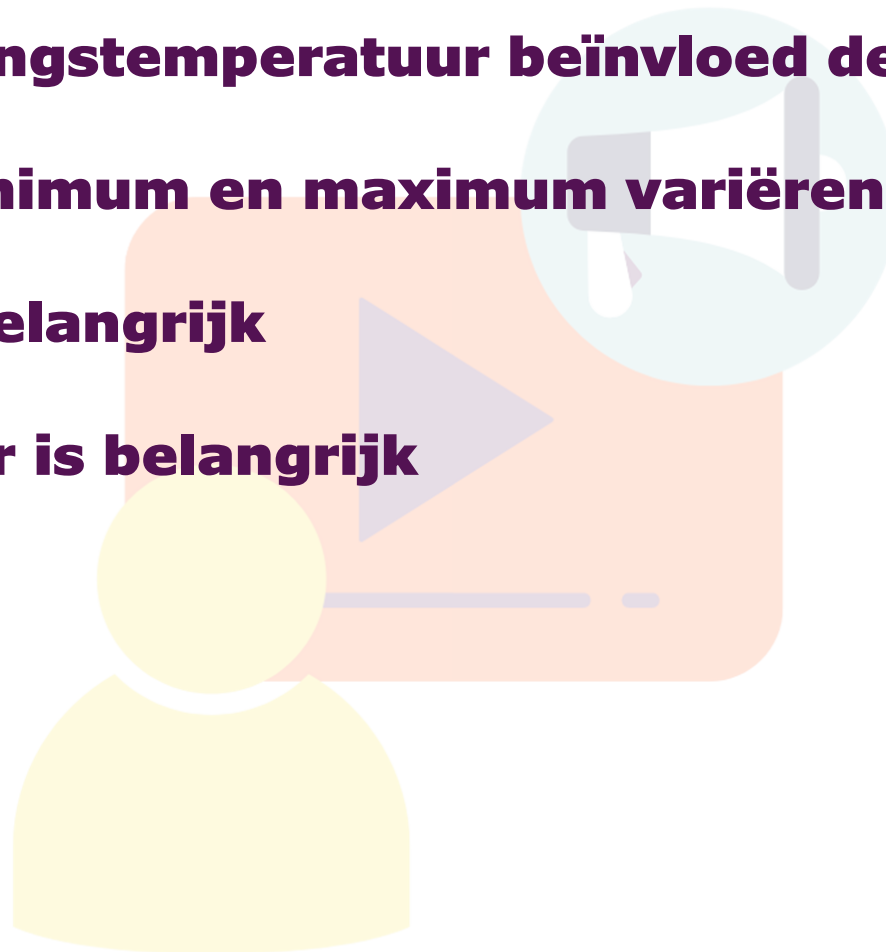 ngstemperatuur beïnvloed de
nimum en maximum variëren
elangrijk
r is belangrijk